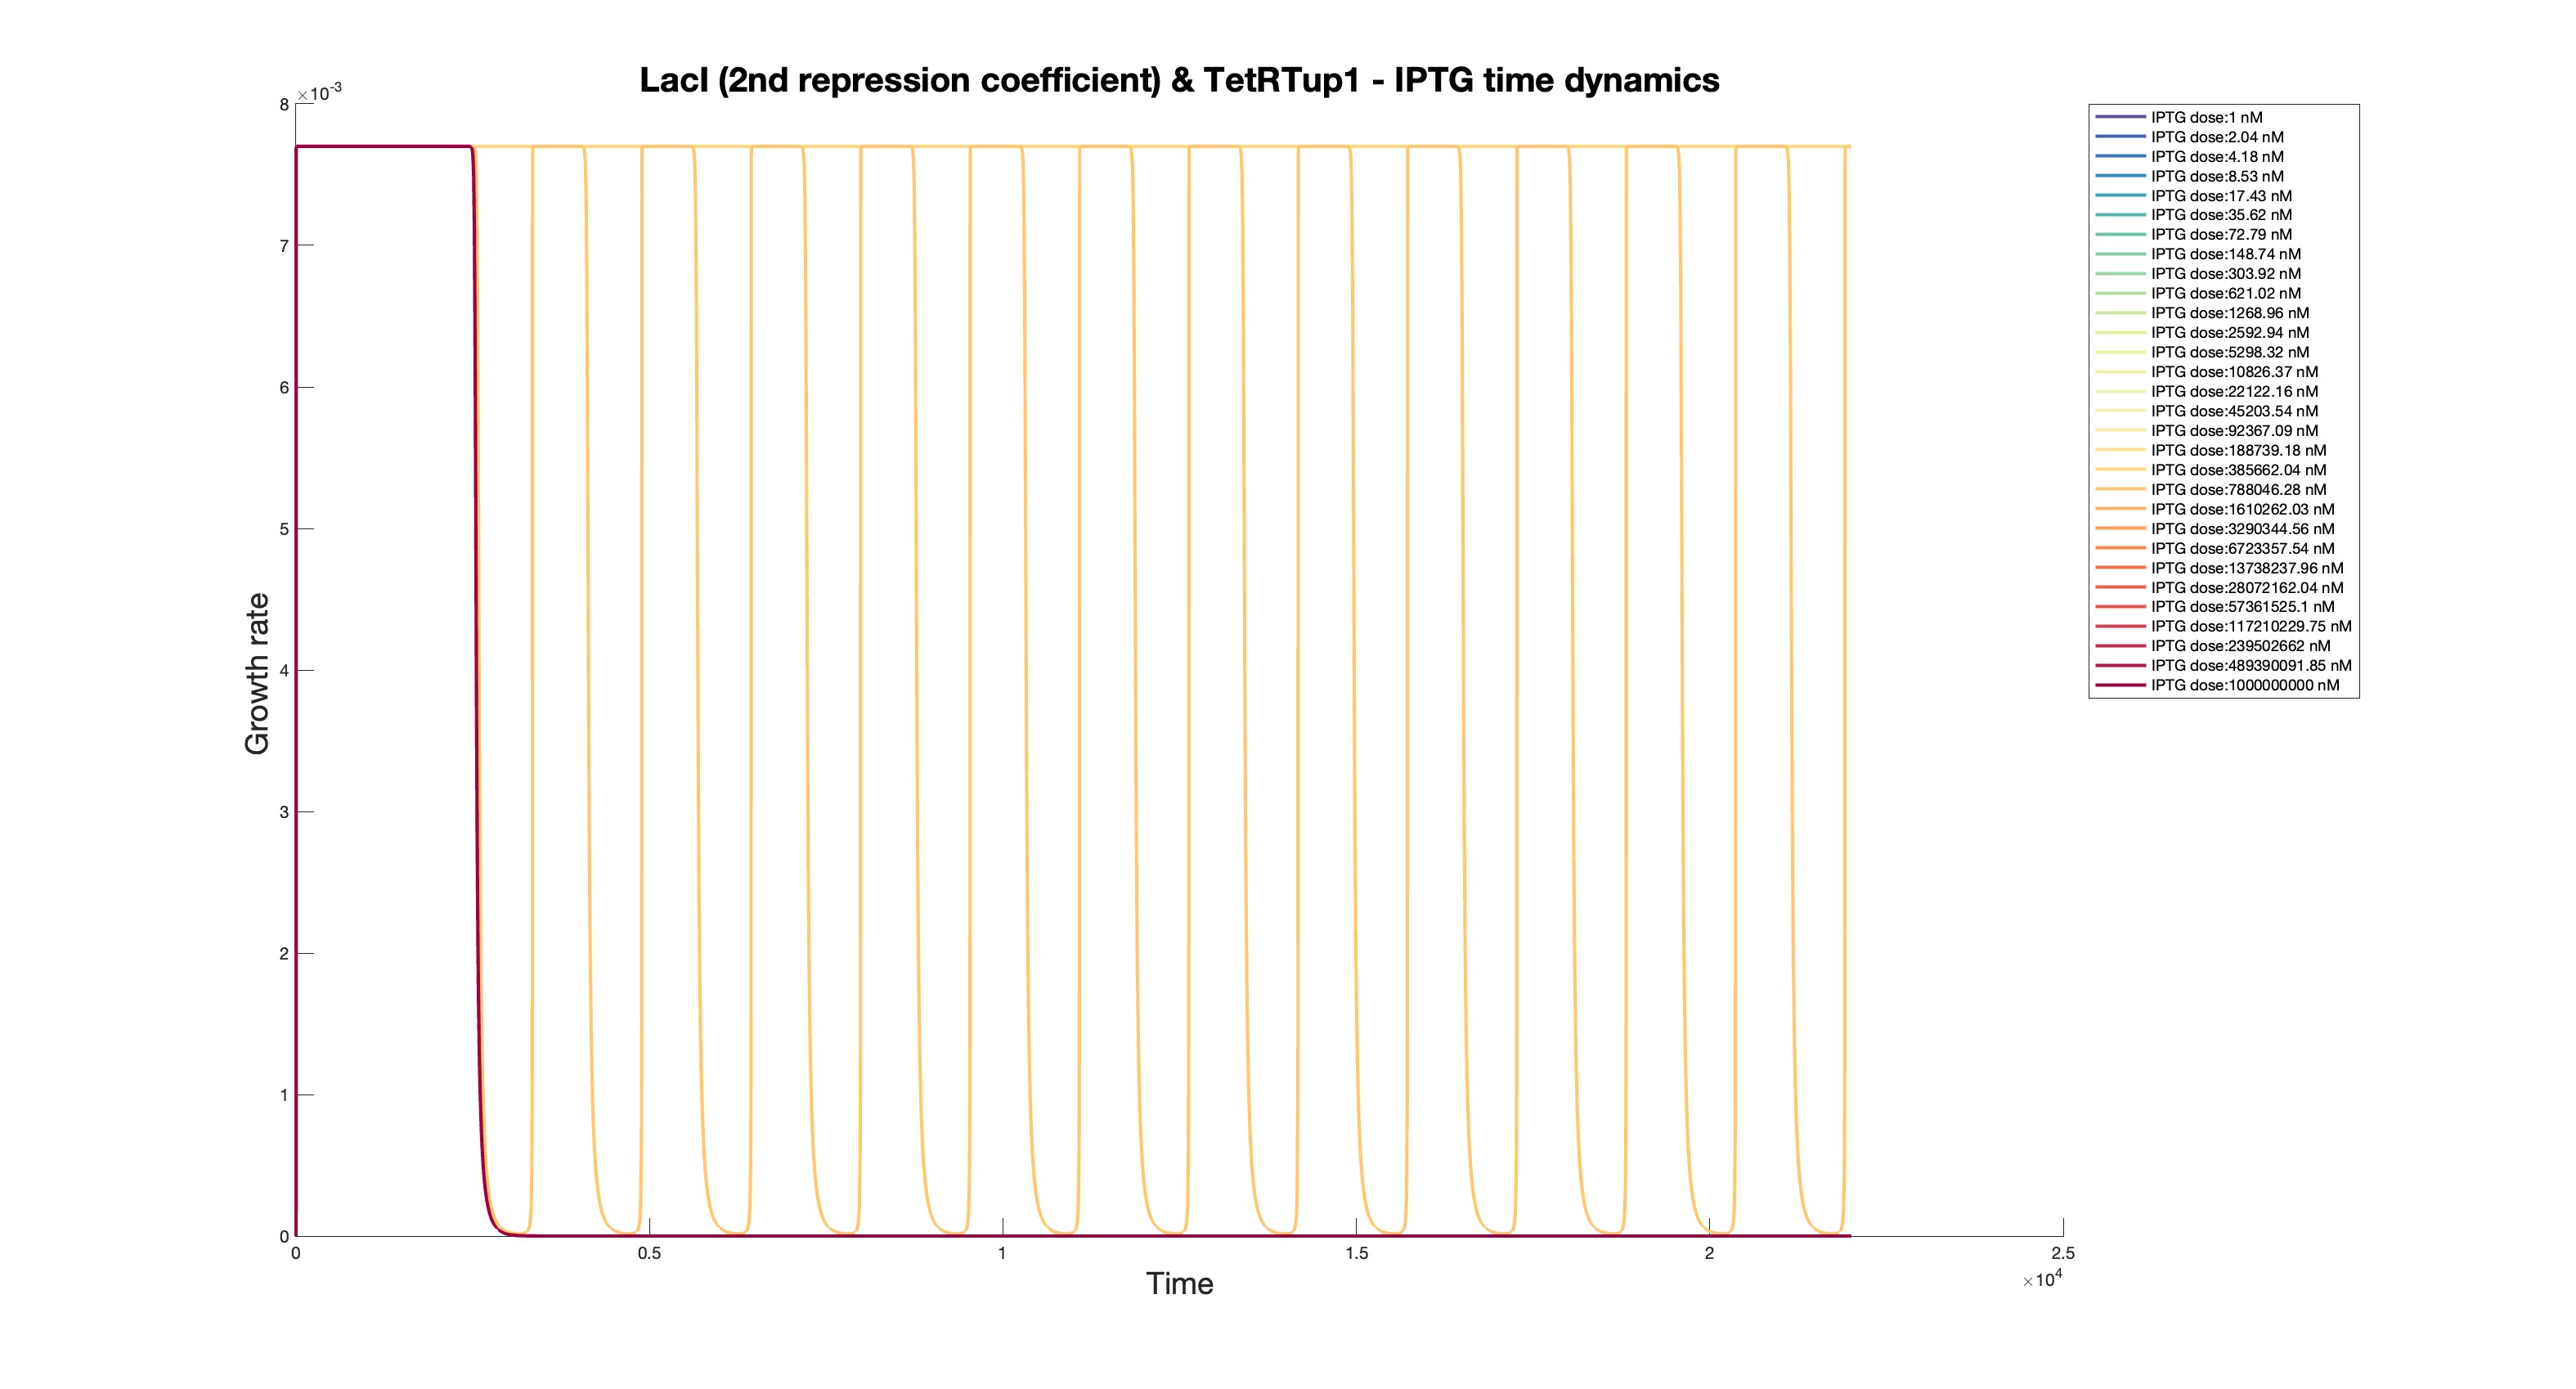 LacI (2nd repression coefficient) & TetRTup1 - IPTG time dynamics
×10-3
8
7
6
5
4
3
2
1
0
Growth rate
0
0.5
1
1.5
2
2.5
×104
Time
IPTG dose:1 nM
IPTG dose:2.04 nM
IPTG dose:4.18 nM
IPTG dose:8.53 nM
IPTG dose:17.43 nM
IPTG dose:35.62 nM
IPTG dose:72.79 nM
IPTG dose:148.74 nM
IPTG dose:303.92 nM
IPTG dose:621.02 nM
IPTG dose:1268.96 nM
IPTG dose:2592.94 nM
IPTG dose:5298.32 nM
IPTG dose:10826.37 nM
IPTG dose:22122.16 nM
IPTG dose:45203.54 nM
IPTG dose:92367.09 nM
IPTG dose:188739.18 nM
IPTG dose:385662.04 nM
IPTG dose:788046.28 nM
IPTG dose:1610262.03 nM
IPTG dose:3290344.56 nM
IPTG dose:6723357.54 nM
IPTG dose:13738237.96 nM
IPTG dose:28072162.04 nM
IPTG dose:57361525.1 nM
IPTG dose:117210229.75 nM
IPTG dose:239502662 nM
IPTG dose:489390091.85 nM
IPTG dose:1000000000 nM